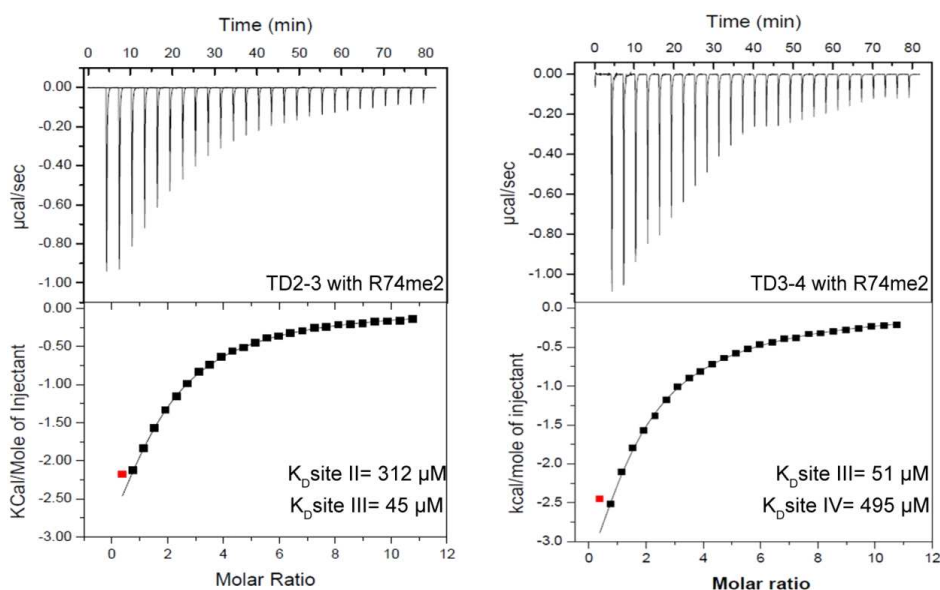 Time (min)
0 10 20 30 40 50 60 70 80
0.00
-0.20
-0.40
-0.60
-0.80
-1.00
µcal/sec
TD2-3 with R74me2
0.00
-0.50
-1.00
-1.50
-2.00
-2.50
-3.00
KCal/Mole of Injectant
KDsite II= 312 µM
KDsite III= 45 µM
0 2 4 6 8 10 12
Molar Ratio
Time (min)
0 10 20 30 40 50 60 70 80
0.00
-0.20
-0.40
-0.60
-0.80
-1.00
µcal/sec
TD3-4 with R74me2
0.0
-0.5
-1.0
-1.5
-2.0
-2.5
-3.0
kcal/mole of injectant
KDsite III= 51 µM
KDsite IV= 495 µM
0 2 4 6 8 10 12
Molar ratio